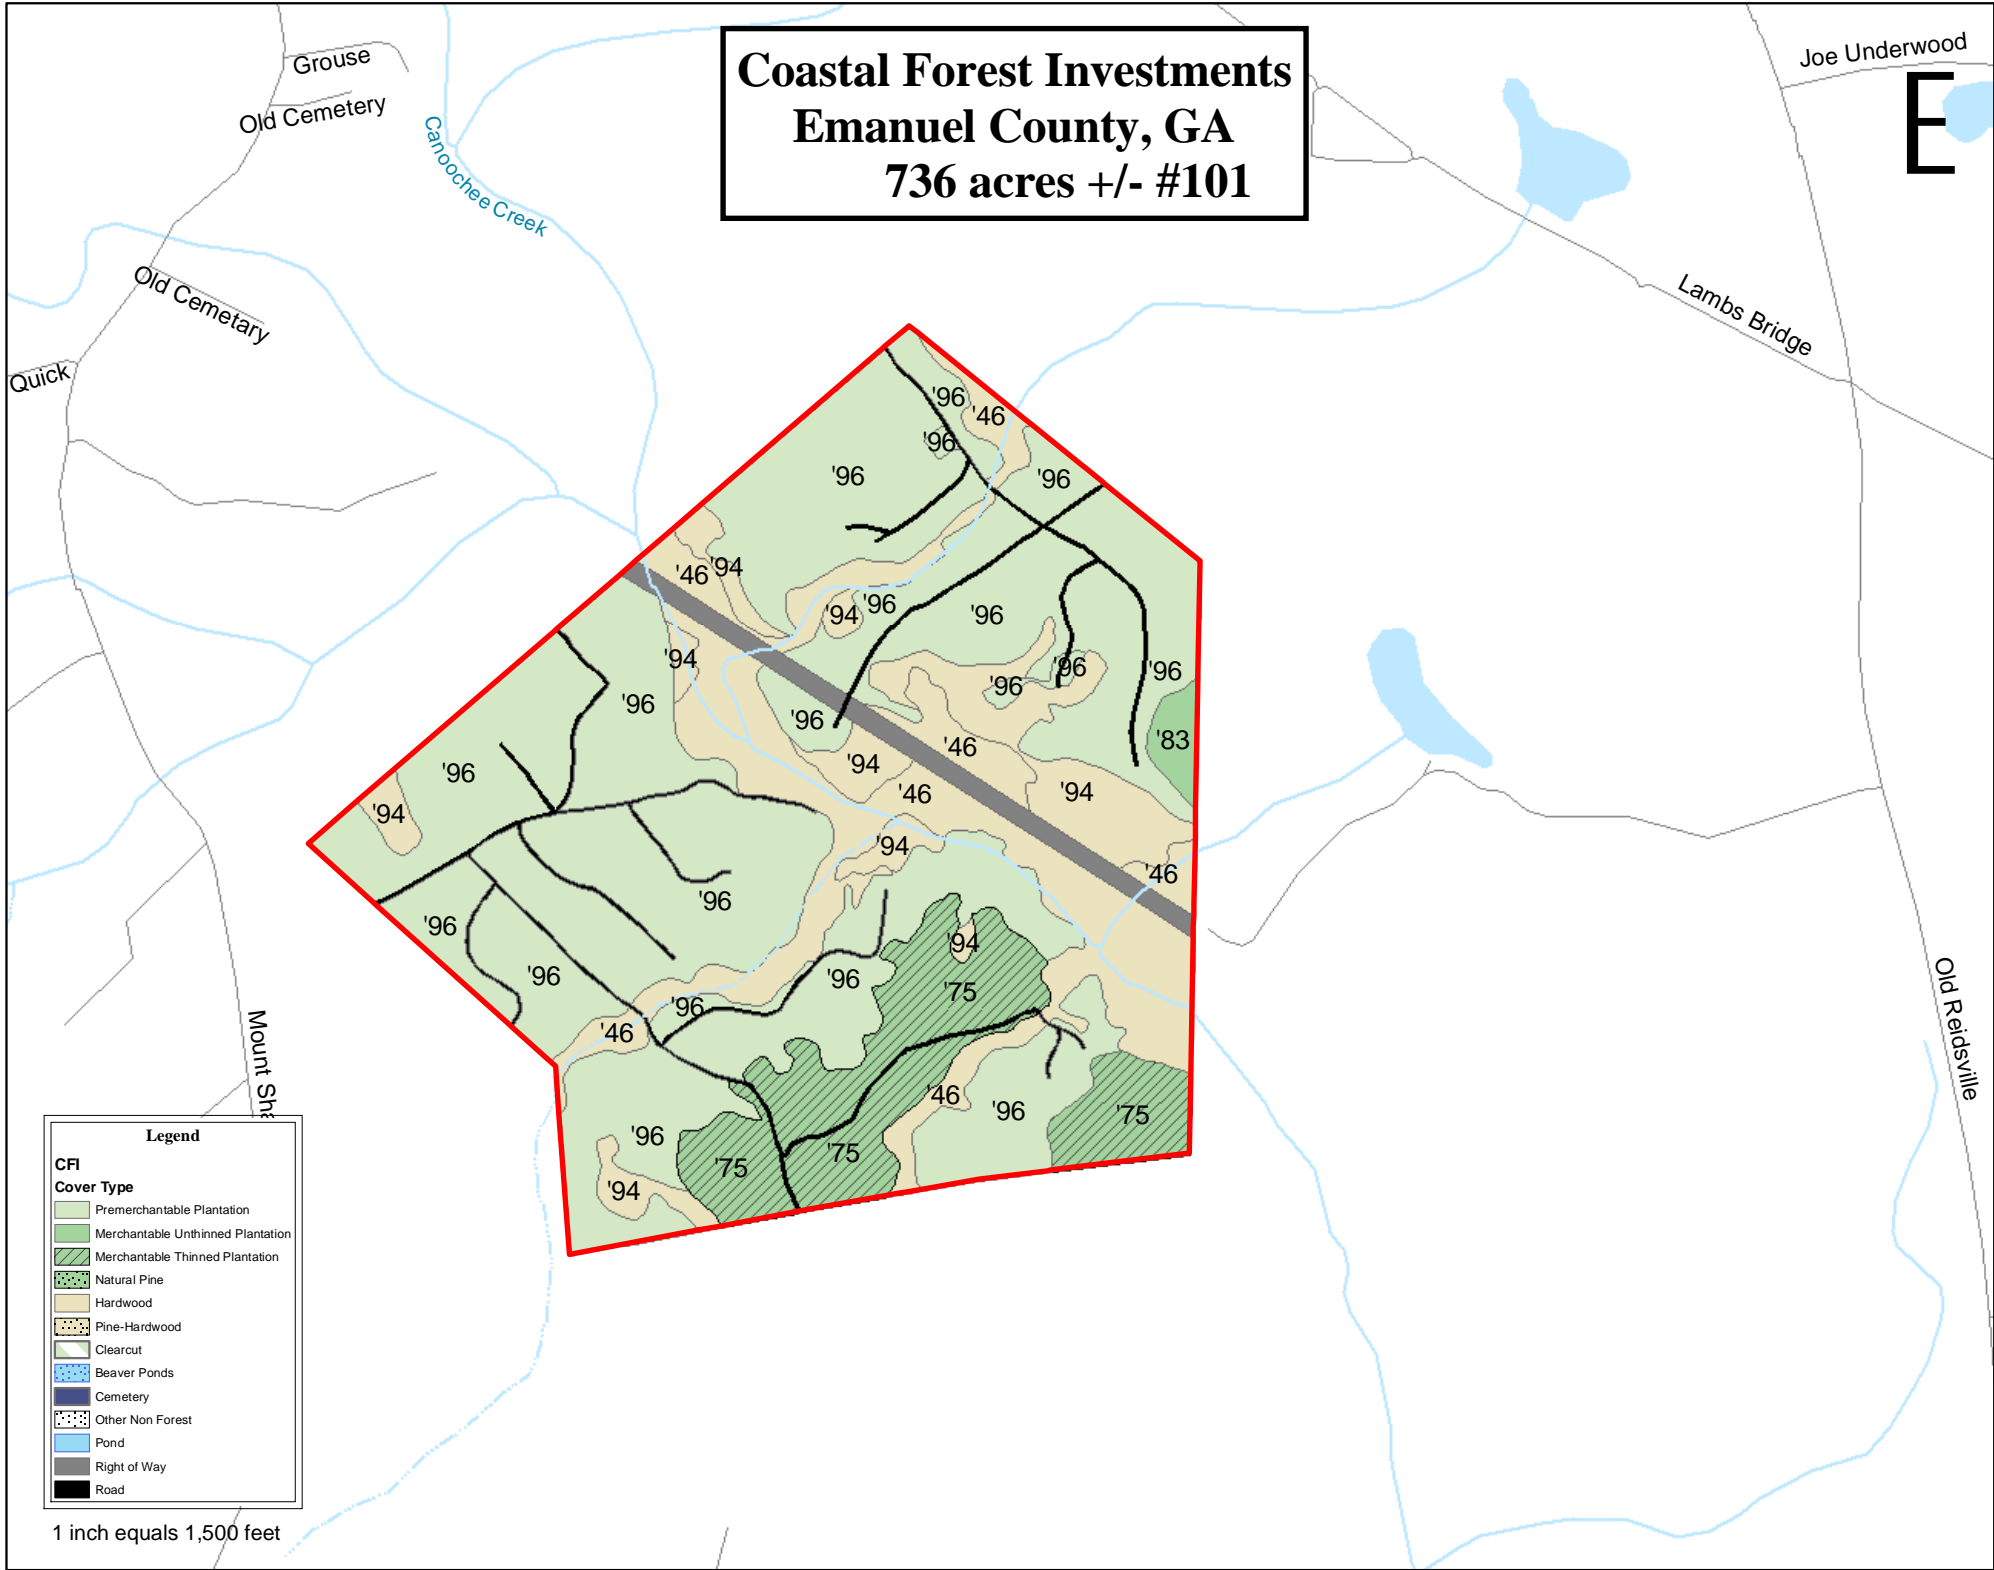 Coastal Forest Investments
Emanuel County, GA
736 acres +/- #101
Joe Underwood
E
Grouse
Old Cemetery
Canoochee Creek
Old Cemetary
Lambs Bridge
Quick
'96
'46
'96
'96
'96
'46
'94
'94
'96
'96
'94
'96
'96
'96
'96
'96
'83
'46
'94
'96
'94
'46
'94
'94
'46
'96
'96
'94
'96
'96
'75
'96
'46
'46
'96
'75
'96
'75
'75
'94
Old Reidsville
Mount Sha
Legend
CFI
Cover Type
Premerchantable Plantation
Merchantable Unthinned Plantation
Merchantable Thinned Plantation
Natural Pine
Hardwood
Pine-Hardwood
Clearcut
Beaver Ponds
Cemetery
Other Non Forest
Pond
Right of Way
Road
1 inch equals 1,500 feet